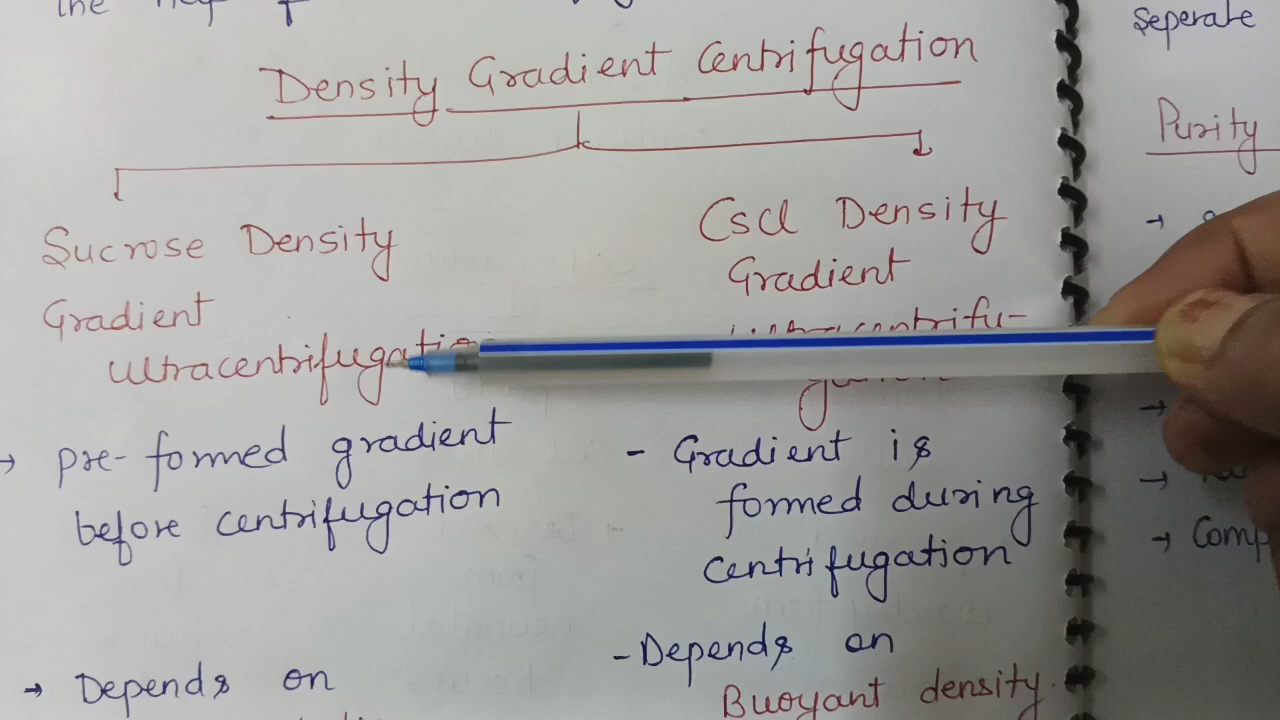 the
Density Gradient Centrifugation
Sucrose Density
Gradient
ultracentrifugation
→ pre-formed gradient
before centrifugation
→ Depends on
Cscl Density
Gradient
- Gradient is
formed during
centrifugation
- Depends on
Buoyant density.
Seperate
Purity
→
→
→
→ Comp